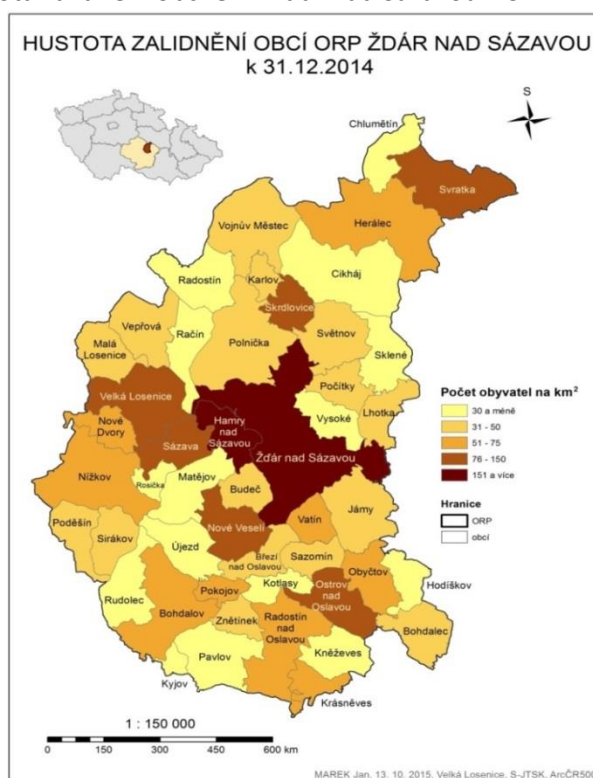 HUSTOTA ZALIDNĚNÍ OBCÍ ORP ŽĎÁR NAD SÁZAVOU
k 31.12.2014
S
Chlumětín
Svratka
Herálec
Vojnův Městec
Cikháj
Radostín
Karlov
Škrdlovice
Vepřová
Račín
Polnička
Světnov
Malá
Losenice
Sklené
Počítky
Velká Losenice
Lhotka
Vysoké
Nové
Dvory
Hamry
nad
Sázavou
Sázava
Žďár nad Sázavou
Nížkov
Rosička
Matějov
Budeč
Jámy
Poděšín
Sirákov
Nové Veselí
Vatín
Újezd
Březí
nad Oslavou
Sazomín
Obyčtov
Hodíškov
Rudolec
Pokojov
Kotlasy
Ostrov
nad
Oslavou
Bohdalov
Znětínek
Radostín
nad
Oslavou
Bohdalec
Pavlov
Kněževes
Kyjov
Krásněves
Počet obyvatel na km²
30 a méně
31 - 50
51 - 75
76 - 150
151 a více
Hranice
ORP
obcí
1 : 150 000
0 150 300 600 km
MAREK Jan, 13. 10. 2015, Velká Losenice, S-JTSK, ArcČR500